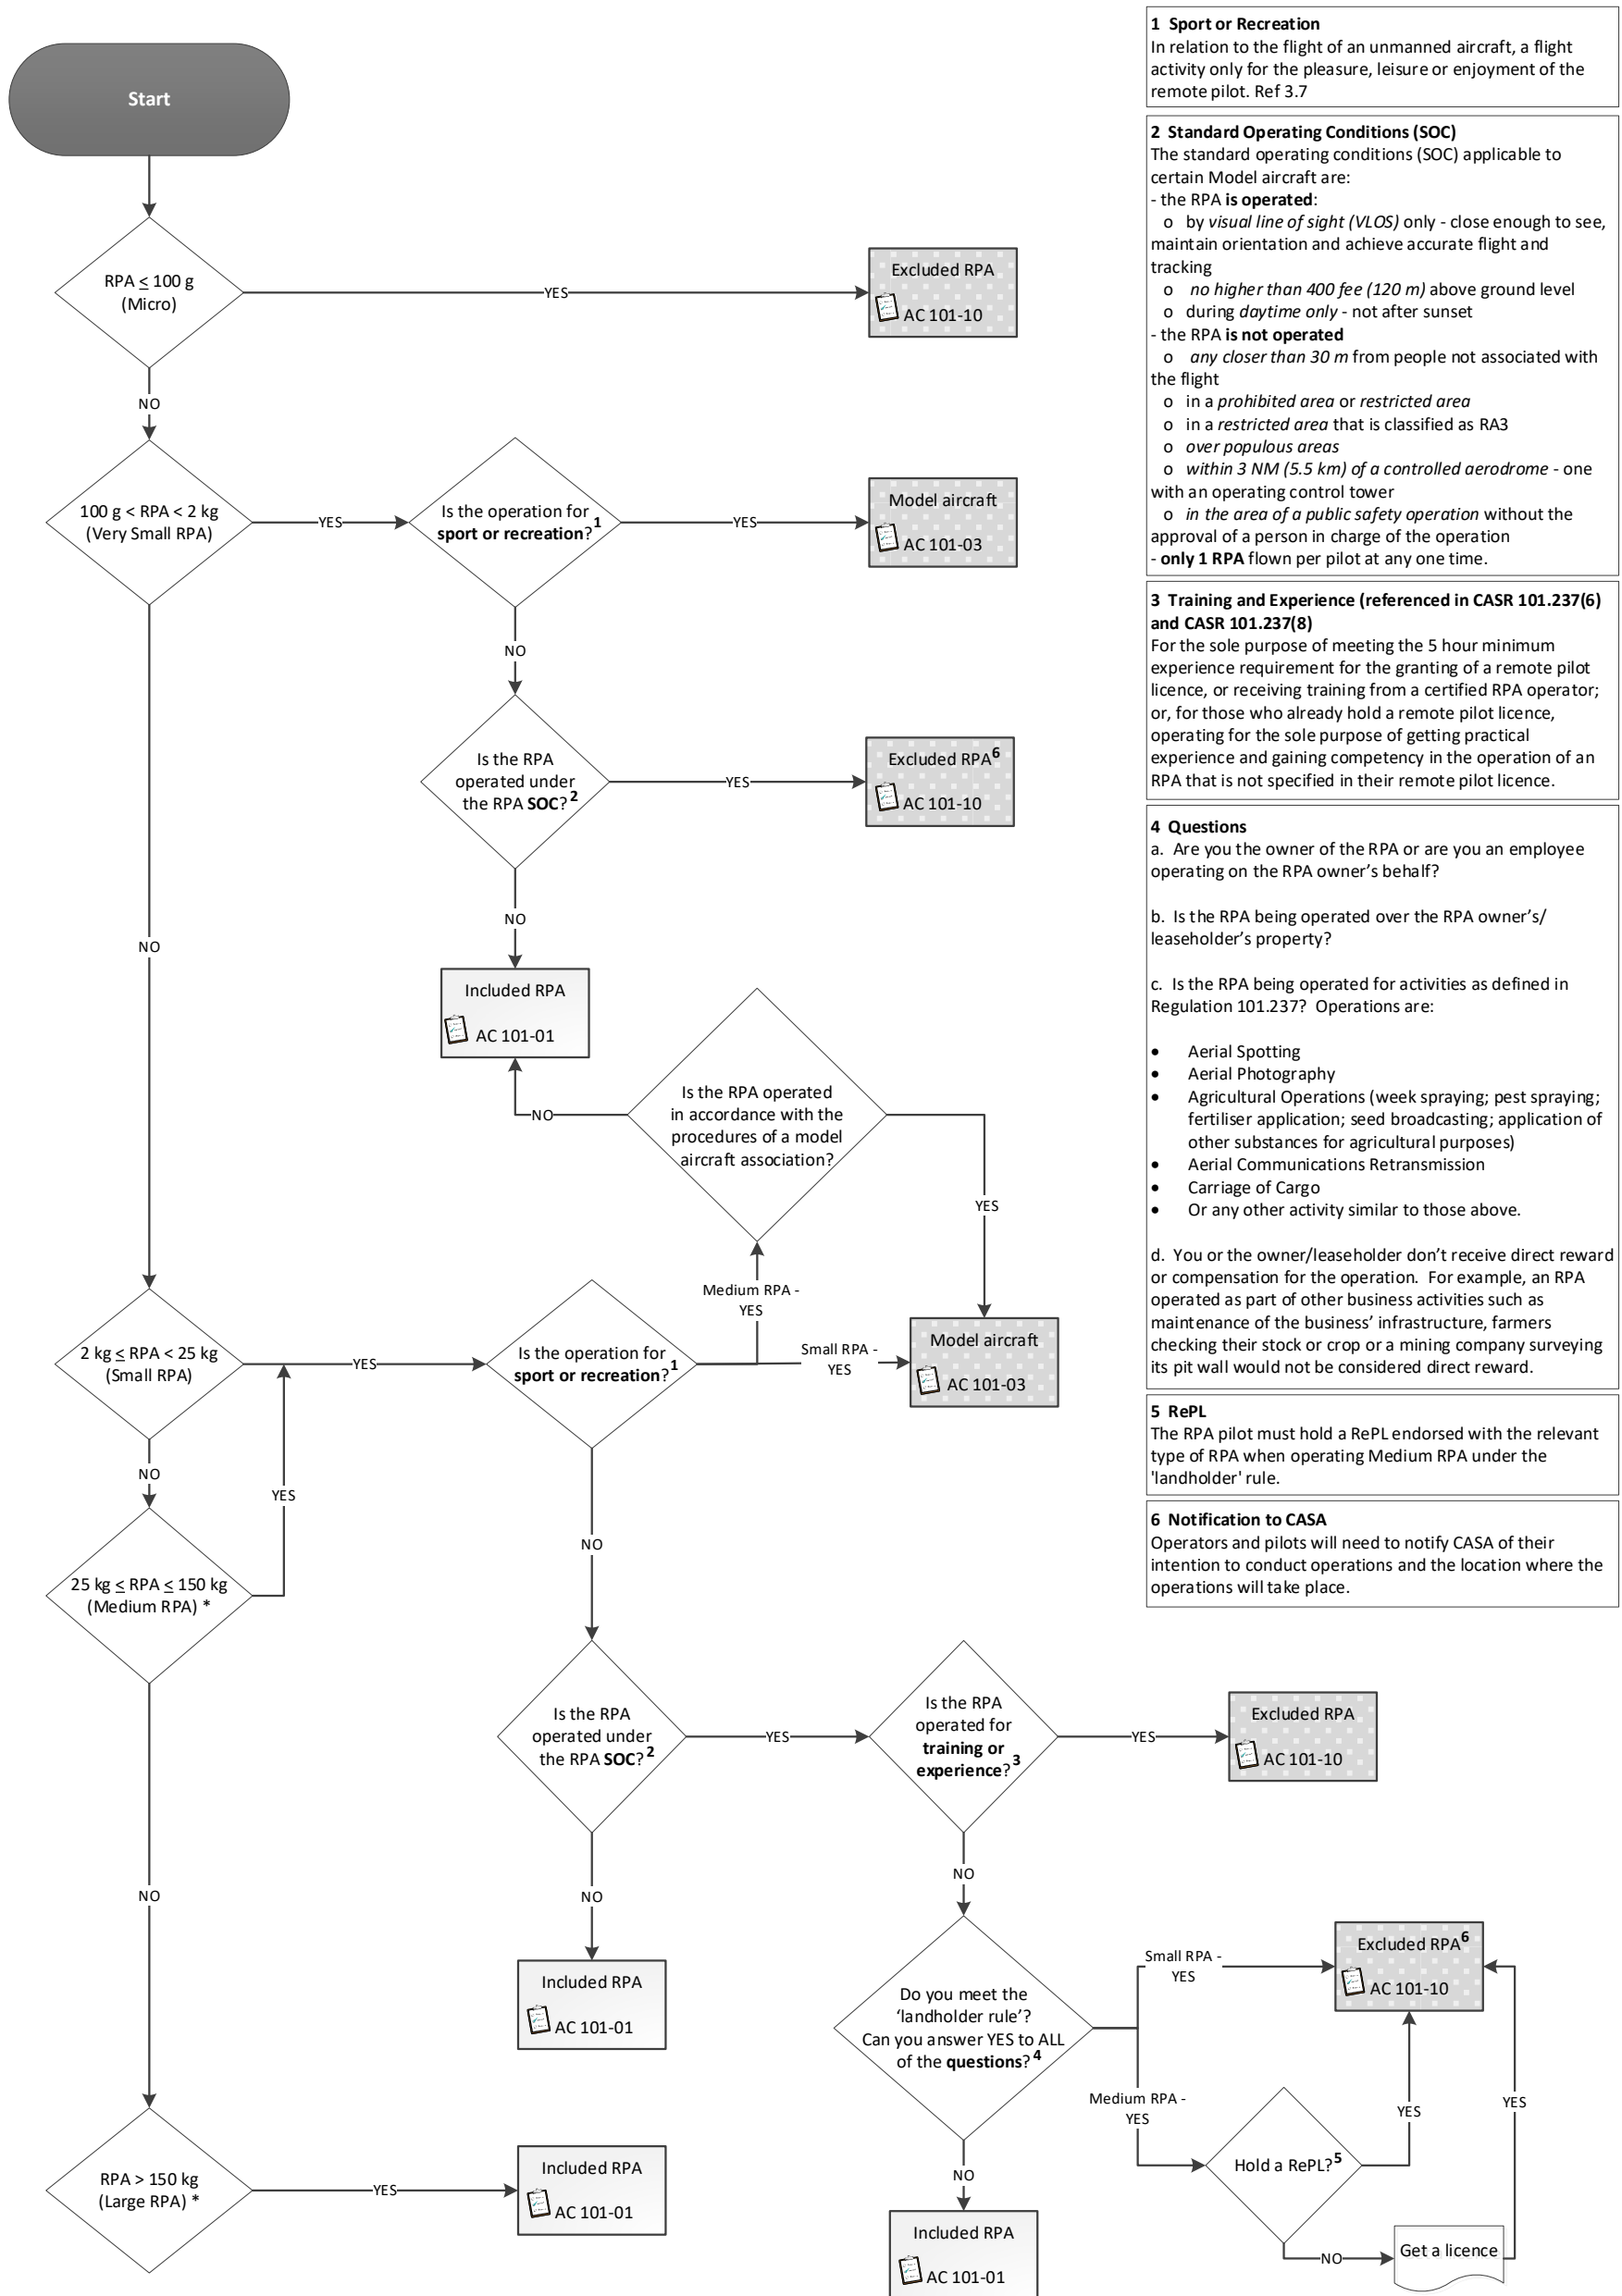 Start
RPA ≤ 100 g
(Micro)
YES
Excluded RPA
AC 101-10
NO
100 g < RPA < 2 kg
(Very Small RPA)
YES
Is the operation for
sport or recreation?1
YES
Model aircraft
AC 101-03
NO
Is the RPA
operated under
the RPA SOC?2
YES
Excluded RPA6
AC 101-10
NO
NO
Included RPA
AC 101-01
Is the RPA operated
in accordance with the
procedures of a model
aircraft association?
NO
YES
Medium RPA -
YES
2 kg ≤ RPA < 25 kg
(Small RPA)
YES
Is the operation for
sport or recreation?1
Small RPA -
YES
Model aircraft
AC 101-03
NO
YES
NO
25 kg ≤ RPA ≤ 150 kg
(Medium RPA) *
Is the RPA
operated under
the RPA SOC?2
YES
Is the RPA
operated for
training or
experience?3
YES
Excluded RPA
AC 101-10
NO
NO
NO
Included RPA
AC 101-01
Do you meet the
‘landholder rule’?
Can you answer YES to ALL
of the questions?4
Small RPA -
YES
Excluded RPA6
AC 101-10
Medium RPA -
YES
YES
YES
Hold a RePL?5
NO
Get a licence
NO
Included RPA
AC 101-01
RPA > 150 kg
(Large RPA) *
YES
Included RPA
AC 101-01
1 Sport or Recreation
In relation to the flight of an unmanned aircraft, a flight
activity only for the pleasure, leisure or enjoyment of the
remote pilot. Ref 3.7
2 Standard Operating Conditions (SOC)
The standard operating conditions (SOC) applicable to
certain Model aircraft are:
- the RPA is operated:
o by visual line of sight (VLOS) only - close enough to see,
maintain orientation and achieve accurate flight and
tracking
o no higher than 400 fee (120 m) above ground level
o during daytime only - not after sunset
- the RPA is not operated
o any closer than 30 m from people not associated with
the flight
o in a prohibited area or restricted area
o in a restricted area that is classified as RA3
o over populous areas
o within 3 NM (5.5 km) of a controlled aerodrome - one
with an operating control tower
o in the area of a public safety operation without the
approval of a person in charge of the operation
- only 1 RPA flown per pilot at any one time.
3 Training and Experience (referenced in CASR 101.237(6)
and CASR 101.237(8)
For the sole purpose of meeting the 5 hour minimum
experience requirement for the granting of a remote pilot
licence, or receiving training from a certified RPA operator;
or, for those who already hold a remote pilot licence,
operating for the sole purpose of getting practical
experience and gaining competency in the operation of an
RPA that is not specified in their remote pilot licence.
4 Questions
a. Are you the owner of the RPA or are you an employee
operating on the RPA owner’s behalf?
b. Is the RPA being operated over the RPA owner’s/
leaseholder’s property?
c. Is the RPA being operated for activities as defined in
Regulation 101.237? Operations are:
• Aerial Spotting
• Aerial Photography
• Agricultural Operations (week spraying; pest spraying;
fertiliser application; seed broadcasting; application of
other substances for agricultural purposes)
• Aerial Communications Retransmission
• Carriage of Cargo
• Or any other activity similar to those above.
d. You or the owner/leaseholder don’t receive direct reward
or compensation for the operation. For example, an RPA
operated as part of other business activities such as
maintenance of the business’ infrastructure, farmers
checking their stock or crop or a mining company surveying
its pit wall would not be considered direct reward.
5 RePL
The RPA pilot must hold a RePL endorsed with the relevant
type of RPA when operating Medium RPA under the
'landholder' rule.
6 Notification to CASA
Operators and pilots will need to notify CASA of their
intention to conduct operations and the location where the
operations will take place.